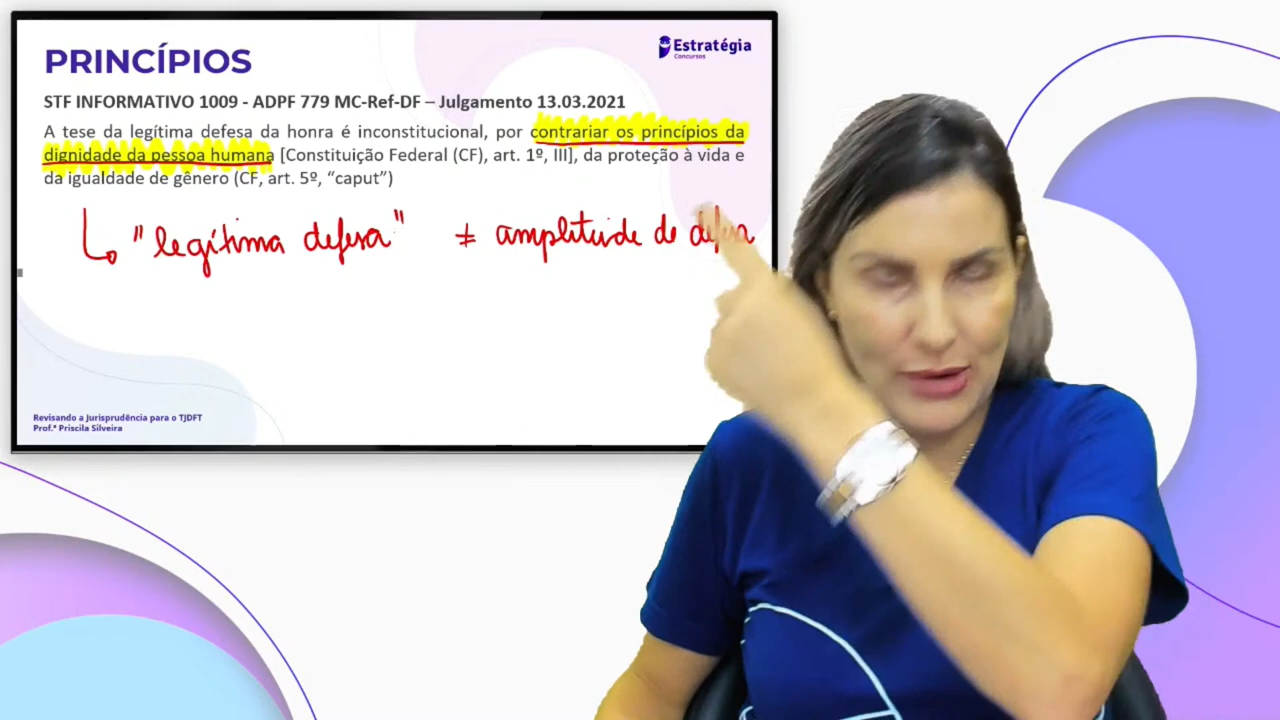 PRINCÍPIOS
Estratégia
Concursos
STF INFORMATIVO 1009 - ADPF 779 MC-Ref-DF – Julgamento 13.03.2021
A tese da legítima defesa da honra é inconstitucional, por contrariar os princípios da
dignidade da pessoa humana [Constituição Federal (CF), art. 1º, III], da proteção à vida e
da igualdade de gênero (CF, art. 5º, “caput”)
"legítima defesa" ≠ amplitude de defesa
Revisando a Jurisprudência para o TJDFT
Prof.ª Priscila Silveira